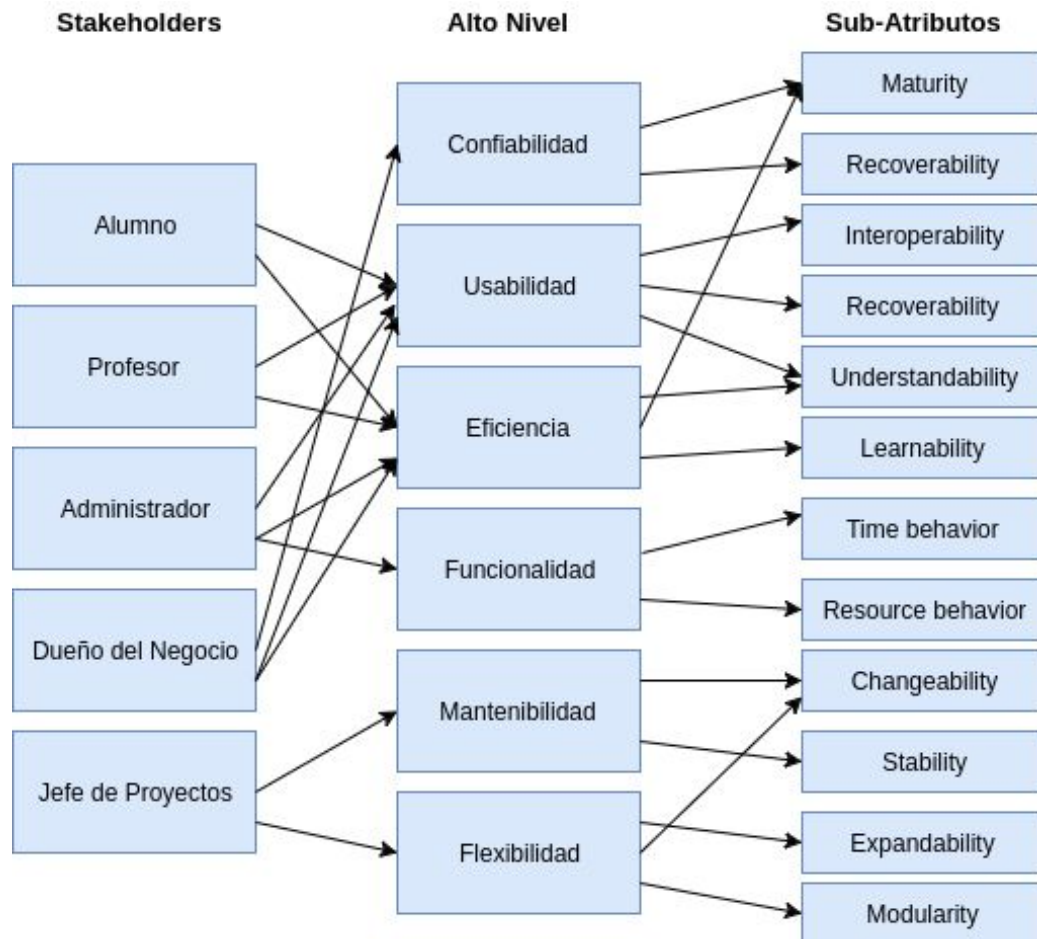 Stakeholders
Alto Nivel
Sub-Atributos
Alumno
Profesor
Administrador
Dueño del Negocio
Jefe de Proyectos
Confiabilidad
Usabilidad
Eficiencia
Funcionalidad
Mantenibilidad
Flexibilidad
Maturity
Recoverability
Interoperability
Recoverability
Understandability
Learnability
Time behavior
Resource behavior
Changeability
Stability
Expandability
Modularity